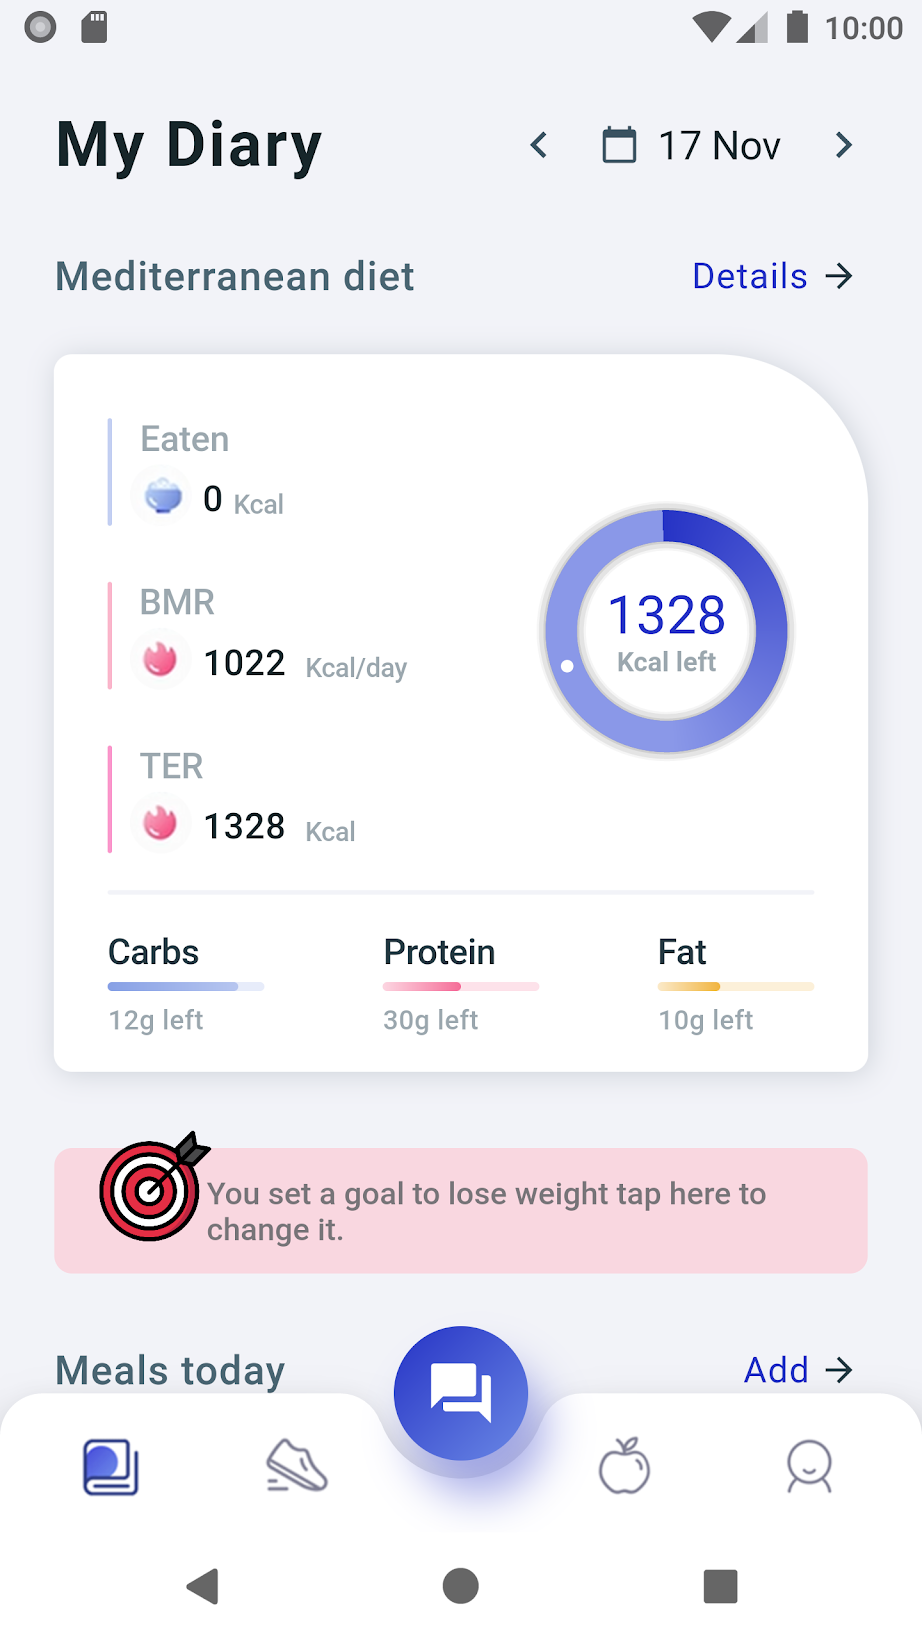 10:00
My Diary
17 Nov
Mediterranean diet
Details
Eaten
0 Kcal
BMR
1022 Kcal/day
TER
1328 Kcal
1328
Kcal left
Carbs
Protein
Fat
12g left
30g left
10g left
You set a goal to lose weight tap here to
change it.
Meals today
Add